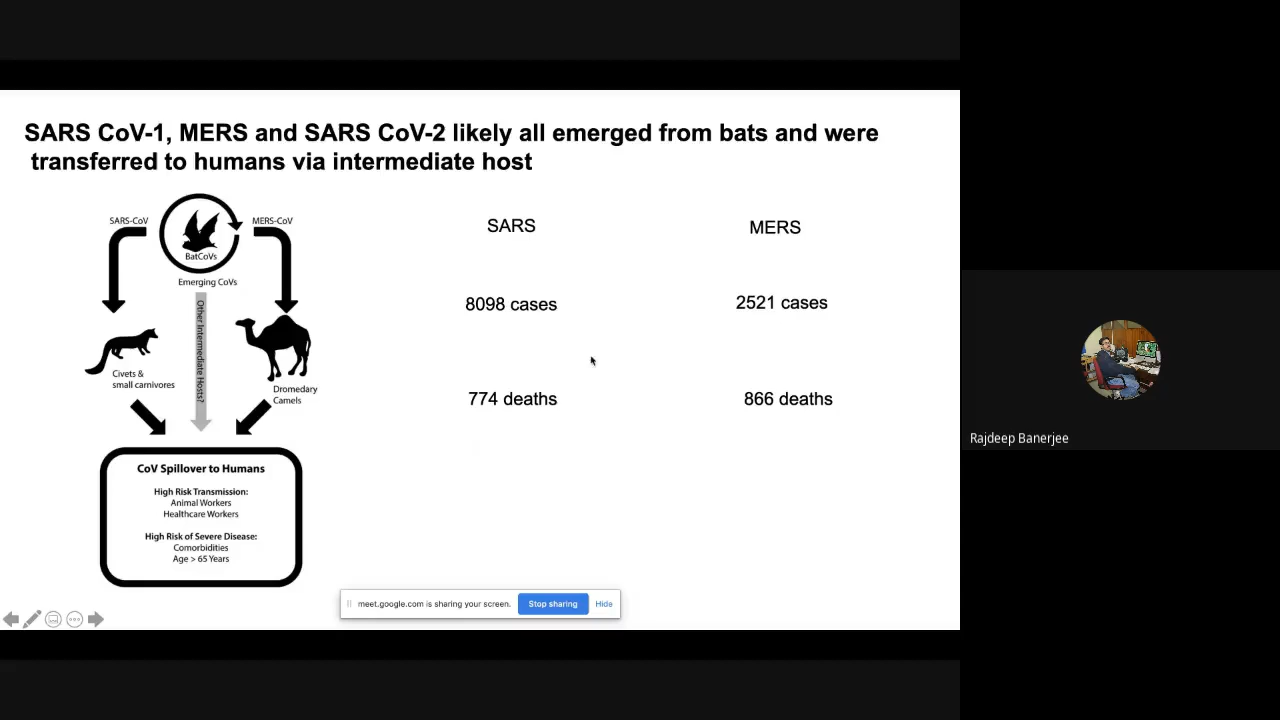 SARS CoV-1, MERS and SARS CoV-2 likely all emerged from bats and were
transferred to humans via intermediate host
SARS-CoV
MERS-CoV
BatCoVs
Emerging CoVs
Other Intermediate Hosts?
Civets &
small carnivores
Dromedary
Camels
CoV Spillover to Humans
High Risk Transmission:
Animal Workers
Healthcare Workers
High Risk of Severe Disease:
Comorbidities
Age > 65 Years
SARS
MERS
8098 cases
2521 cases
774 deaths
866 deaths
meet.google.com is sharing your screen.
Stop sharing
Hide
Rajdeep Banerjee